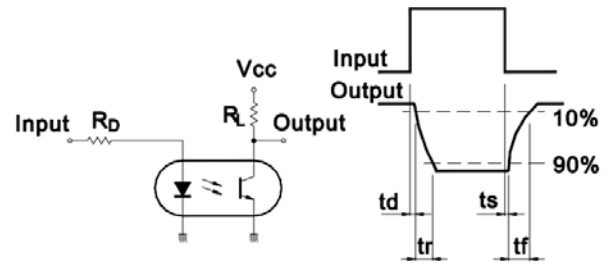 Input
RD
Vcc
RL
Output
Input
Output
10%
90%
td
ts
tr
tf